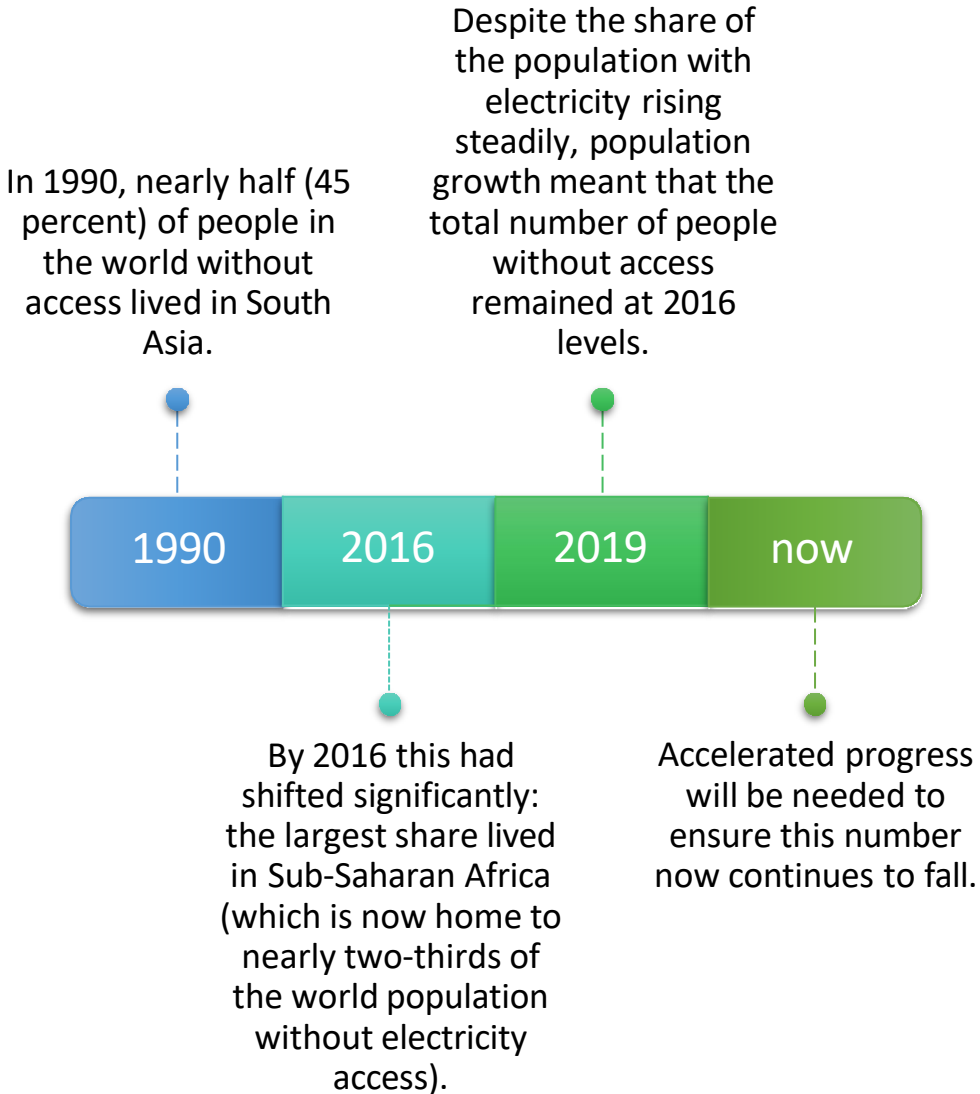 In 1990, nearly half (45
percent) of people in
the world without
access lived in South
Asia.
Despite the share of
the population with
electricity rising
steadily, population
growth meant that the
total number of people
without access
remained at 2016
levels.
1990
2016
2019
now
By 2016 this had
shifted significantly:
the largest share lived
in Sub-Saharan Africa
(which is now home to
nearly two-thirds of
the world population
without electricity
access).
Accelerated progress
will be needed to
ensure this number
now continues to fall.